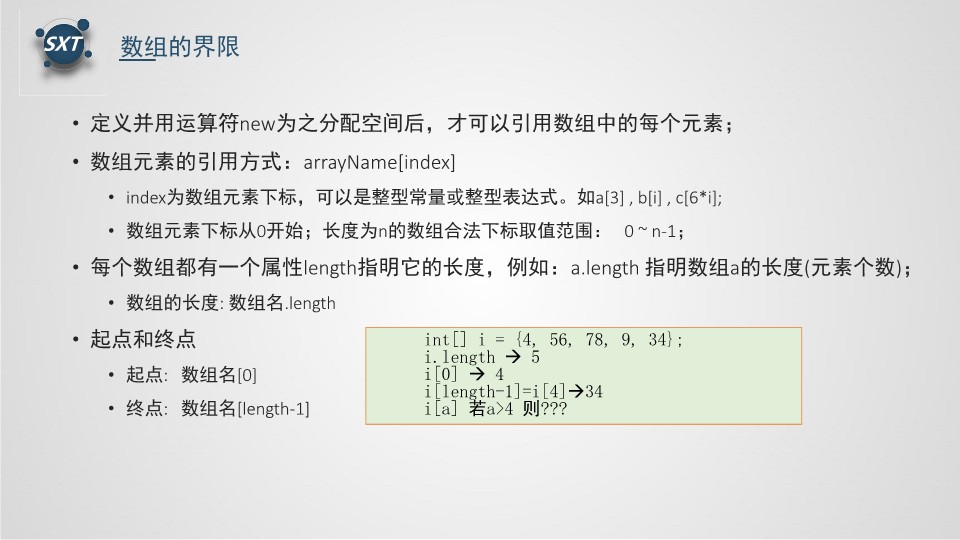 SXT
数组的界限
• 定义并用运算符new为之分配空间后，才可以引用数组中的每个元素；
• 数组元素的引用方式：arrayName[index]
• index为数组元素下标，可以是整型常量或整型表达式。如a[3] , b[i] , c[6*i];
• 数组元素下标从0开始；长度为n的数组合法下标取值范围： 0 ~ n-1；
• 每个数组都有一个属性length指明它的长度，例如：a.length 指明数组a的长度(元素个数)；
• 数组的长度: 数组名.length
• 起点和终点
• 起点: 数组名[0]
• 终点: 数组名[length-1]
int[] i = {4, 56, 78, 9, 34};
i.length → 5
i[0] → 4
i[length-1]=i[4]→34
i[a] 若a>4 则???